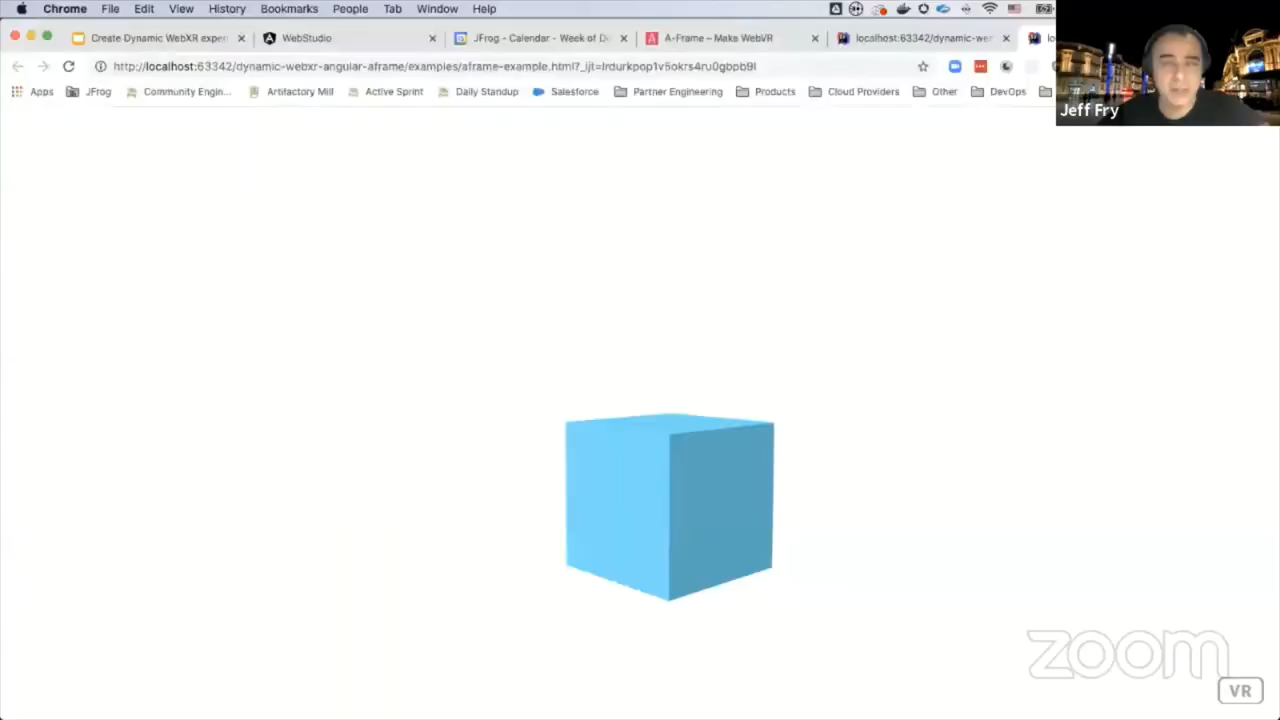 Chrome File Edit View History Bookmarks People Tab Window Help
Create Dynamic WebXR exper
WebStudio
JFrog - Calendar - Week of De
A-Frame – Make WebVR
localhost:63342/dynamic-we
http://localhost:63342/dynamic-webxr-angular-aframe/examples/aframe-example.html?_ijt=
Apps JFrog Community Engin... Artifactory Mill Active Sprint Daily Standup Salesforce Partner Engineering Products Cloud Providers Other DevOps
Jeff Fry
zoom
VR